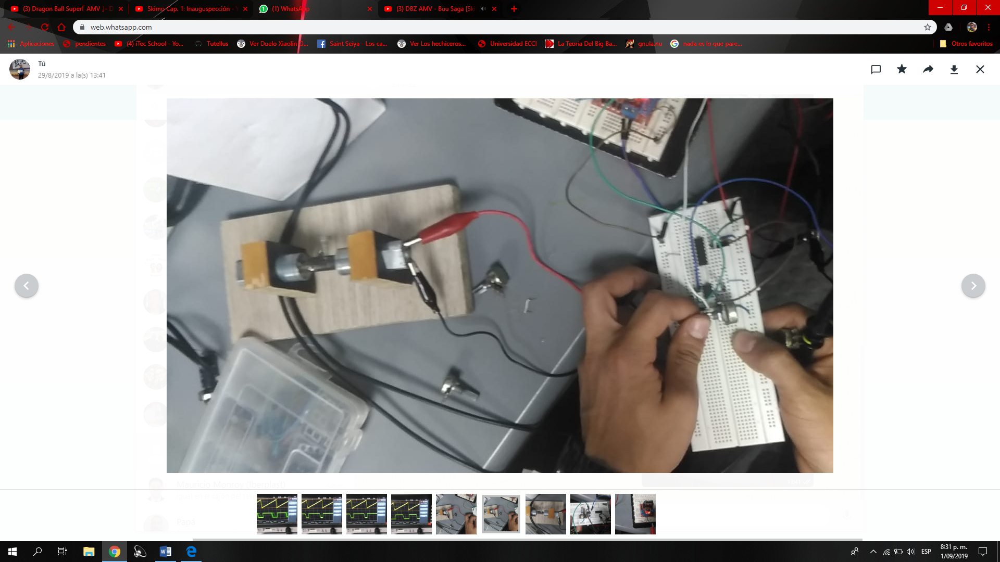 (3) Dragon Ball Super「 AMV 」- D
Skimo Cap. 1: Inauguspección - Y
(1) WhatsApp
(3) DBZ AMV - Buu Saga [Ski
web.whatsapp.com
Aplicaciones
pendientes
(4) iTec School - Yo...
Tutellus
Ver Duelo Xiaolin O...
Saint Seiya - Los ca...
Ver Los hechiceros...
Universidad ECCI
La Teoria Del Big Ba...
gnula.nu
nada es lo que pare...
Otros favoritos
Tú
29/8/2019 a la(s) 13:41
Mauricio Monroy (Iberplast)
Papa
ESP
8:31 p. m.
1/09/2019